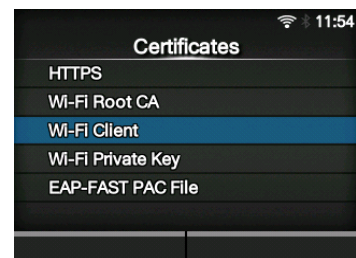 11:54
Certificates
HTTPS
Wi-Fi Root CA
Wi-Fi Client
Wi-Fi Private Key
EAP-FAST PAC File